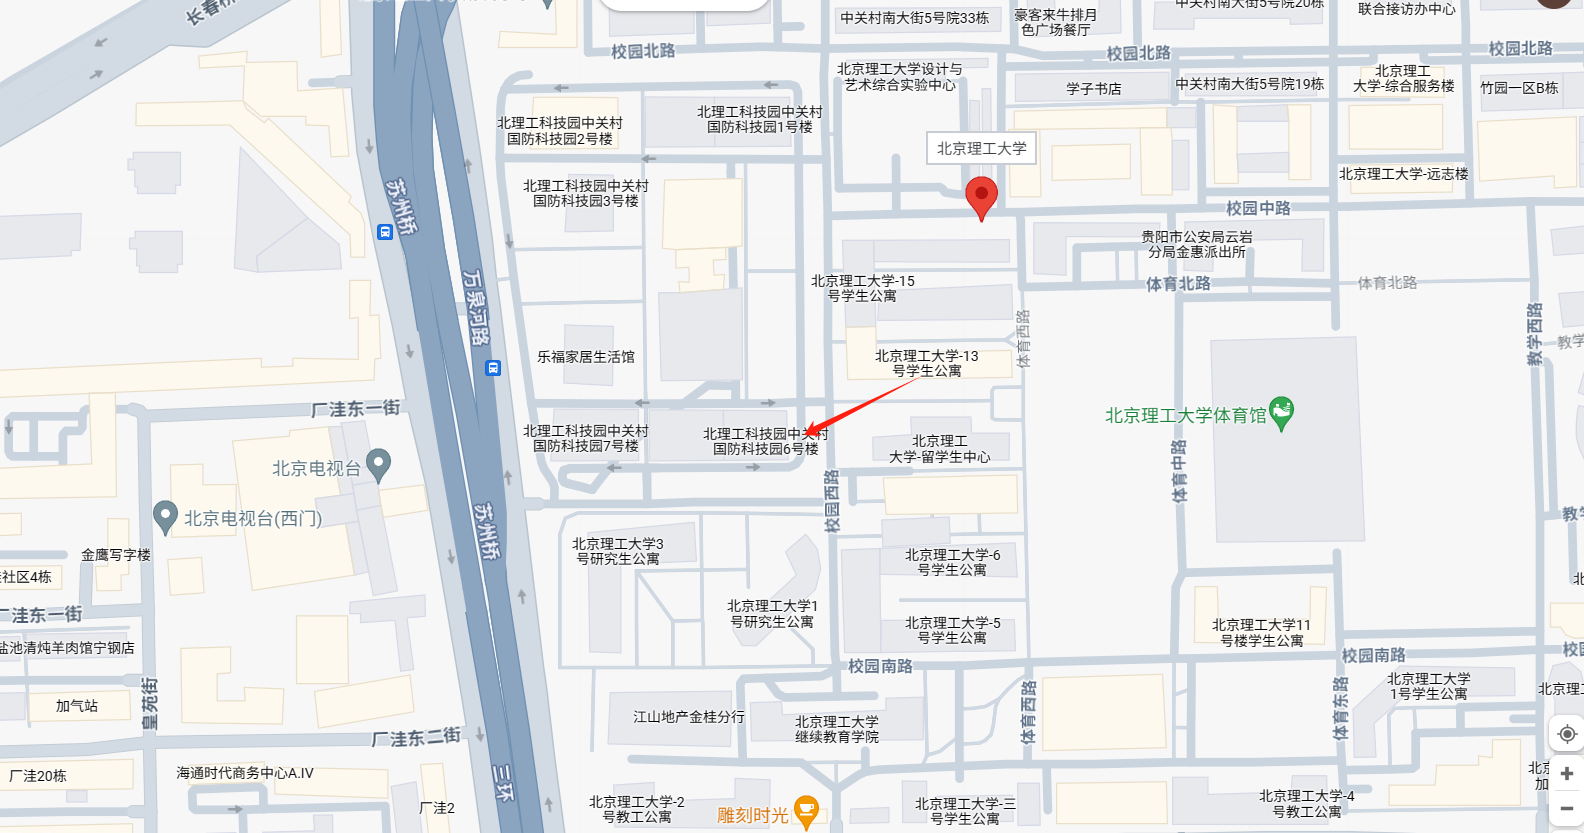 长春桥
中关村南大街5号院33栋
豪客来牛排月
色广场餐厅
中关村南大街5号院20栋
联合接访办中心
校园北路
校园北路
校园北路
北京理工大学设计与
艺术综合实验中心
学子书店
中关村南大街5号院19栋
北京理工
大学-综合服务楼
竹园一区B栋
北理工科技园中关村
国防科技园2号楼
北理工科技园中关村
国防科技园1号楼
北京理工大学
北理工科技园中关村
国防科技园3号楼
北京理工大学-远志楼
苏州桥
校园中路
贵阳市公安局云岩
分局金惠派出所
万泉河路
北京理工大学-15
号学生公寓
体育北路
体育北路
体育西路
教学西路
教学
乐福家居生活馆
北京理工大学-13
号学生公寓
厂洼东一街
北京理工大学体育馆
北理工科技园中关村
国防科技园7号楼
北理工科技园中关村
国防科技园6号楼
北京理工
大学-留学生中心
北京电视台
体育中路
校园西路
北京电视台(西门)
苏州桥
教学
金鹰写字楼
北京理工大学3
号研究生公寓
北京理工大学-6
号学生公寓
社区4栋
北
厂洼东一街
北京理工大学1
号研究生公寓
北京理工大学-5
号学生公寓
北京理工大学11
号楼学生公寓
盐池清炖羊肉馆宁钢店
校园南路
校园南路
校园
皇苑街
加气站
江山地产金桂分行
北京理工大学
继续教育学院
体育西路
体育东路
北京理工大学
1号学生公寓
北京理工
厂洼东二街
厂洼20栋
海通时代商务中心A.IV
三环
厂洼2
北京理工大学-2
号教工公寓
雕刻时光
北京理工大学-三
号学生公寓
北京理工大学-4
号教工公寓
北京
加